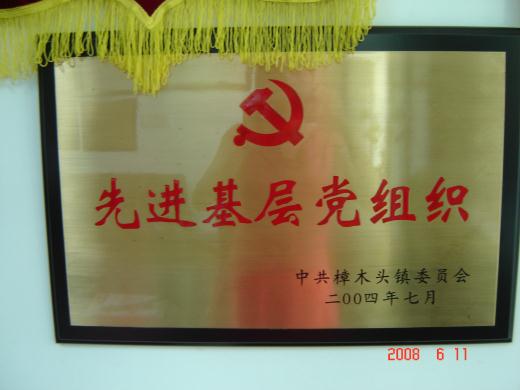 先进基层党组织
中共樟木头镇委员会
二00四年七月
2008 6 11